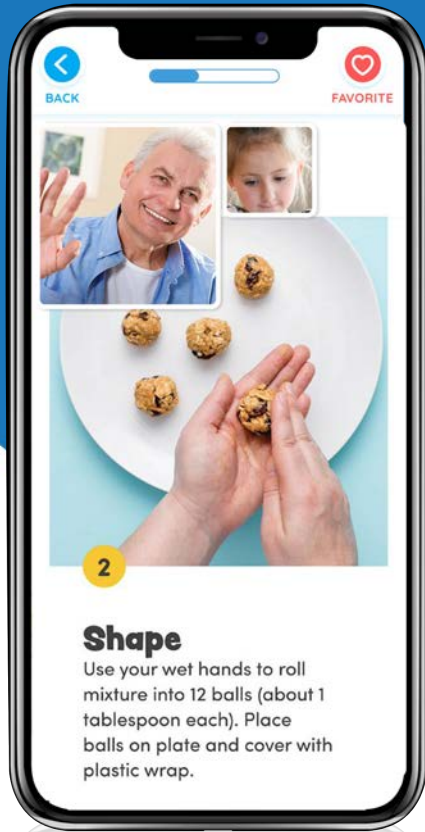 BACK
FAVORITE
2
Shape
Use your wet hands to roll
mixture into 12 balls (about 1
tablespoon each). Place
balls on plate and cover with
plastic wrap.